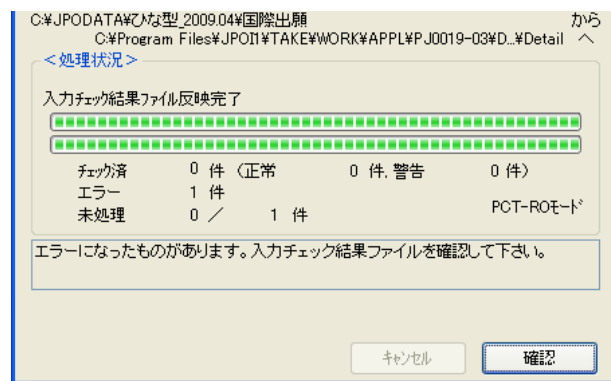 C:¥JPODATA¥ひな型_2009.04¥国際出願 から
C:¥Program Files¥JPOI1¥TAKE¥WORK¥APPL¥PJ0019-03¥D...¥Detail へ
＜処理状況＞
入力ﾁｪｯｸ結果ﾌｧｲﾙ反映完了
ﾁｪｯｸ済 0 件 (正常 0 件, 警告 0 件)
エラー 1 件
未処理 0 ／ 1 件 PCT-ROﾓｰﾄﾞ
エラーになったものがあります。入力チェック結果ファイルを確認して下さい。
ｷｬﾝｾﾙ 確認